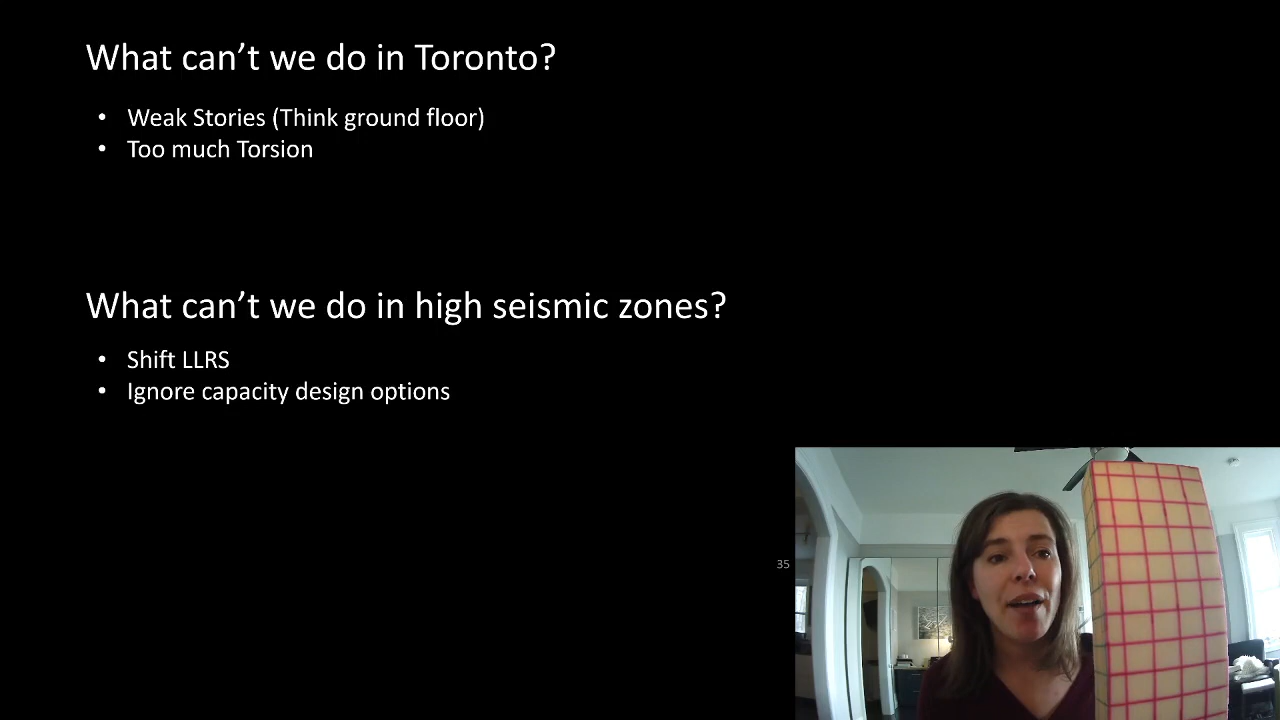 What can’t we do in Toronto?
• Weak Stories (Think ground floor)
• Too much Torsion
What can’t we do in high seismic zones?
• Shift LLRS
• Ignore capacity design options
35